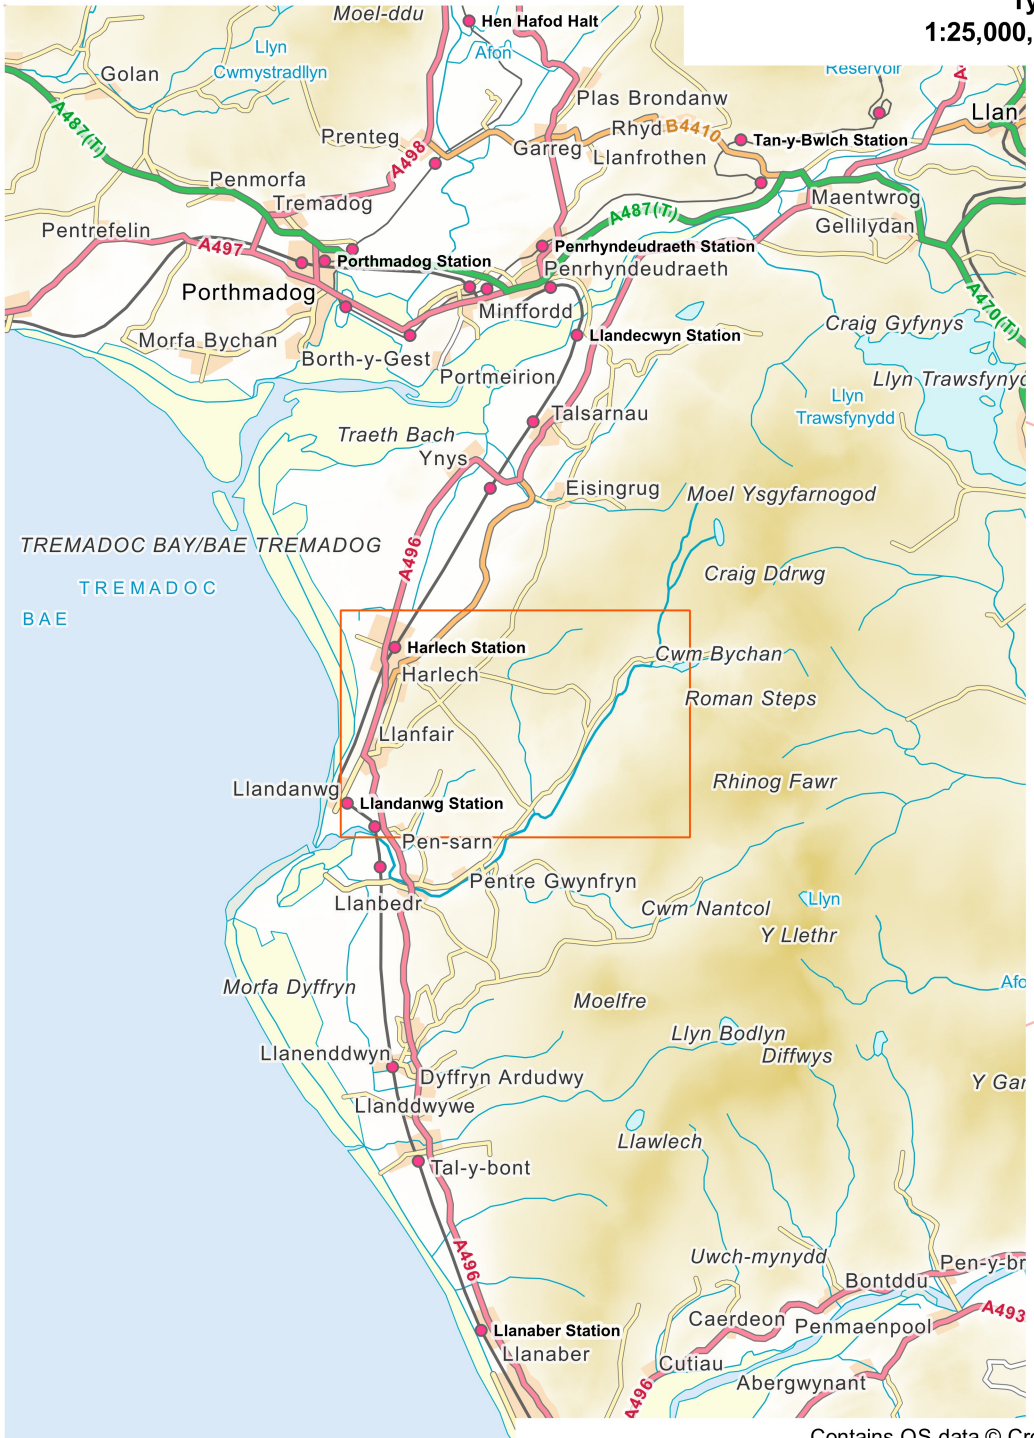 1:25,000,
Moel-ddu
Hen Hafod Halt
Llyn
Cwmystradllyn
Afon
Golan
Reservoir
A487(T)
Plas Brondanw
Llan
Prenteg
A498
Garreg
Rhyd
B4410
Llanfrothen
Tan-y-Bwlch Station
Penmorfa
Tremadog
A487(T)
Maentwrog
Gellilydan
Pentrefelin
A497
Porthmadog Station
Penrhyndeudraeth Station
Penrhyndeudraeth
Porthmadog
Minffordd
A470(T)
Morfa Bychan
Borth-y-Gest
Llandecwyn Station
Craig Gyfynys
Portmeirion
Llyn Trawsfynyd
Llyn
Trawsfynydd
Talsarnau
Traeth Bach
Ynys
Eisingrug
Moel Ysgyfarnogod
TREMADOC BAY/BAE TREMADOG
A496
Craig Ddrwg
TREMADOC
BAE
Harlech Station
Cwm Bychan
Harlech
Roman Steps
Llanfair
Rhinog Fawr
Llandanwg
Llandanwg Station
Pen-sarn
Pentre Gwynfryn
Llanbedr
Cwm Nantcol
Llyn
Y Llethr
Morfa Dyffryn
Moelfre
Afo
Llyn Bodlyn
Llanenddwyn
Diffwys
Dyffryn Ardudwy
Y Gar
Llanddwywe
Llawlech
Tal-y-bont
A496
Uwch-mynydd
Pen-y-br
Bontddu
A493
Caerdeon
Penmaenpool
Llanaber Station
Llanaber
Cutiau
Abergwynant
A496